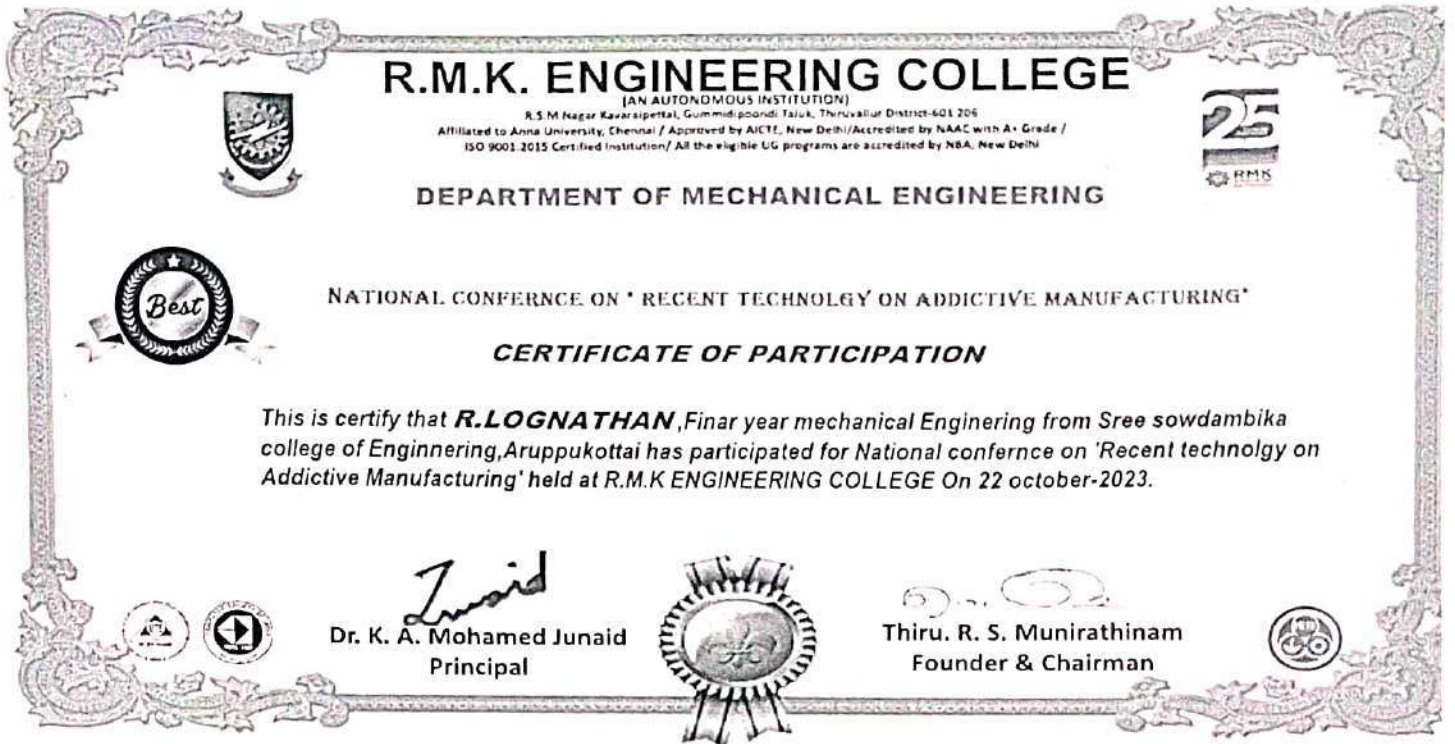 R.M.K. ENGINEERING COLLEGE
(AN AUTONOMOUS INSTITUTION)
R.S.M Nagar Kavaraipettai, Gummidipoondi Taluk, Thiruvallur District-601 206
Affiliated to Anna University, Chennai / Approved by AICTE, New Delhi/Accredited by NAAC with A+ Grade /
ISO 9001:2015 Certified Institution/ All the eligible UG programs are accredited by NBA, New Delhi
25
RMK
DEPARTMENT OF MECHANICAL ENGINEERING
Best
NATIONAL CONFERNCE ON " RECENT TECHNOLGY ON ADDICTIVE MANUFACTURING"
CERTIFICATE OF PARTICIPATION
This is certify that R.LOGNATHAN ,Finar year mechanical Enginering from Sree sowdambika
college of Enginnering,Aruppukottai has participated for National confernce on 'Recent technolgy on
Addictive Manufacturing' held at R.M.K ENGINEERING COLLEGE On 22 october-2023.
Junaid
Dr. K. A. Mohamed Junaid
Principal
Thiru. R. S. Munirathinam
Founder & Chairman